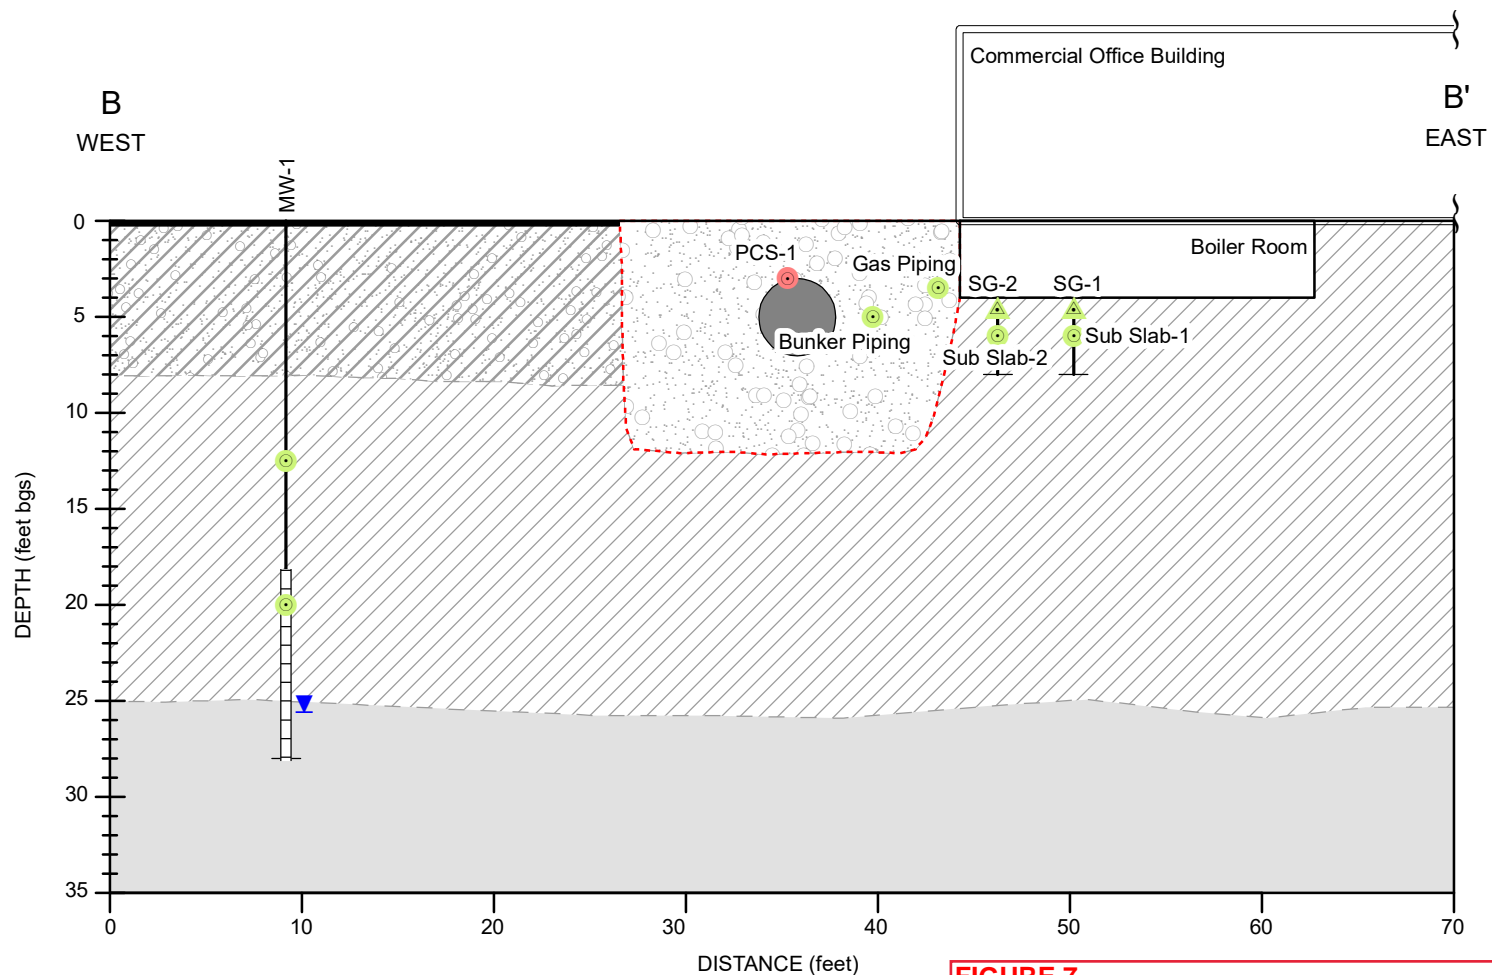 Commercial Office Building
B
WEST
B'
EAST
MW-1
Boiler Room
PCS-1
Gas Piping
SG-2
SG-1
Bunker Piping
Sub Slab-1
Sub Slab-2
0
5
10
15
20
25
30
35
DEPTH (feet bgs)
0
10
20
30
40
50
60
70
DISTANCE (feet)
FIGURE 7